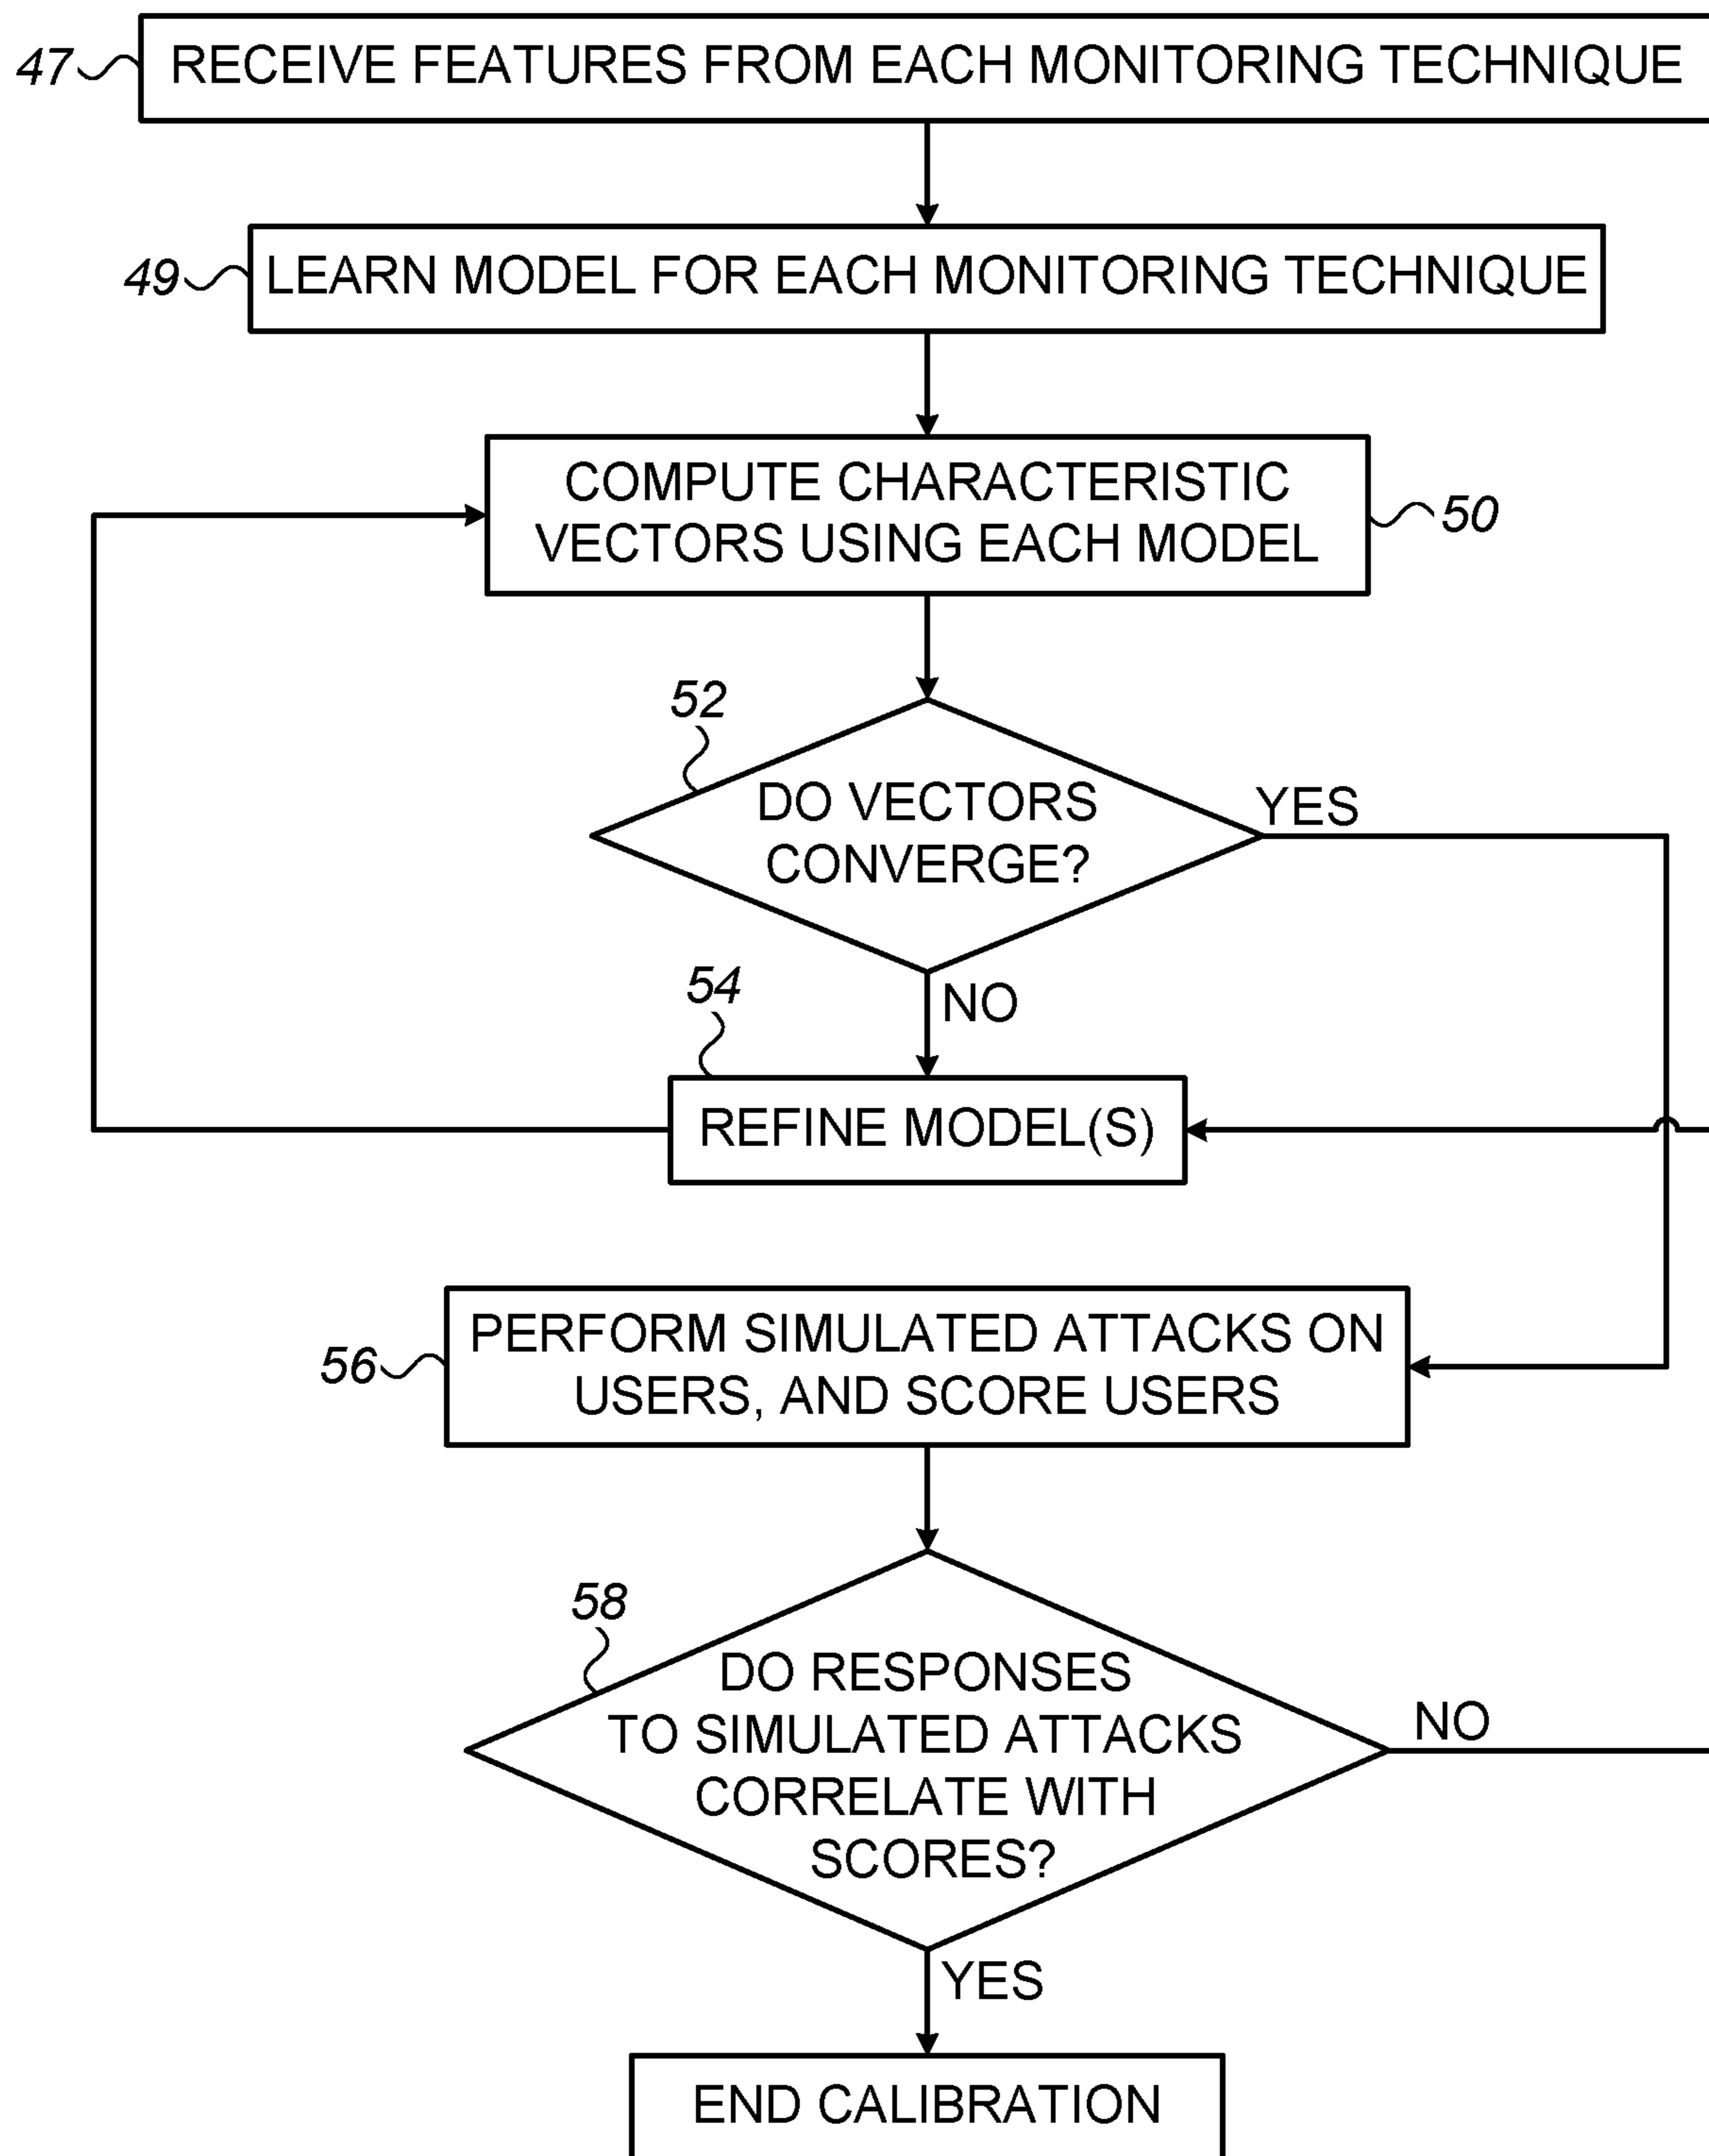 47
RECEIVE FEATURES FROM EACH MONITORING TECHNIQUE
49
LEARN MODEL FOR EACH MONITORING TECHNIQUE
COMPUTE CHARACTERISTIC
VECTORS USING EACH MODEL
50
52
DO VECTORS
CONVERGE?
YES
NO
54
REFINE MODEL(S)
56
PERFORM SIMULATED ATTACKS ON
USERS, AND SCORE USERS
58
DO RESPONSES
TO SIMULATED ATTACKS
CORRELATE WITH
SCORES?
NO
YES
END CALIBRATION